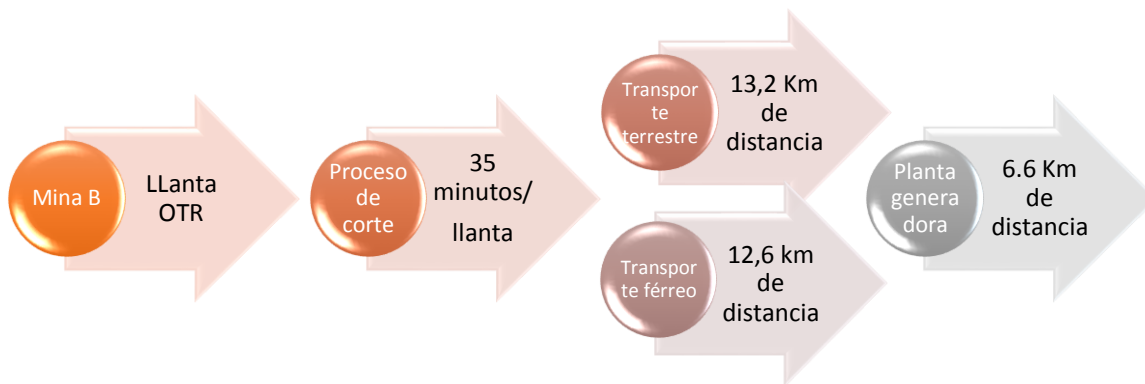 Mina B
LLanta
OTR
Proceso
de
corte
35
minutos/
llanta
Transpor
te
terrestre
13,2 Km
de
distancia
Transpor
te férreo
12,6 km
de
distancia
Planta
genera
dora
6.6 Km
de
distancia